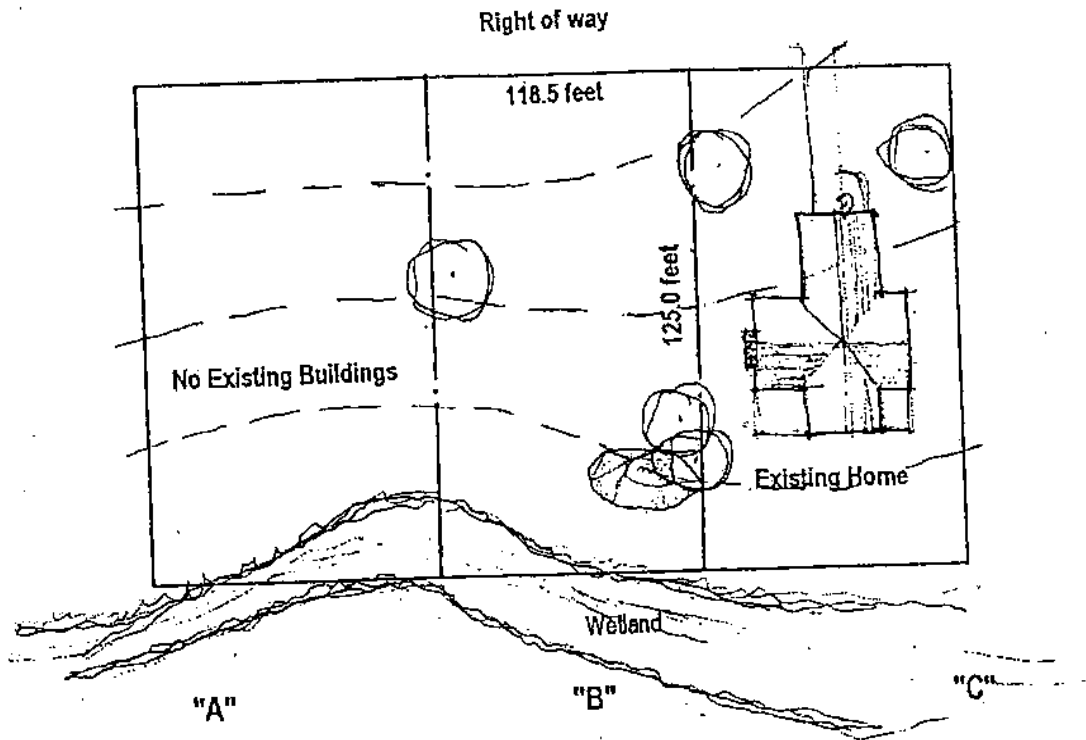 Right of way
118.5 feet
125.0 feet
No Existing Buildings
Existing Home
Wetland
"A"
"B"
"C"